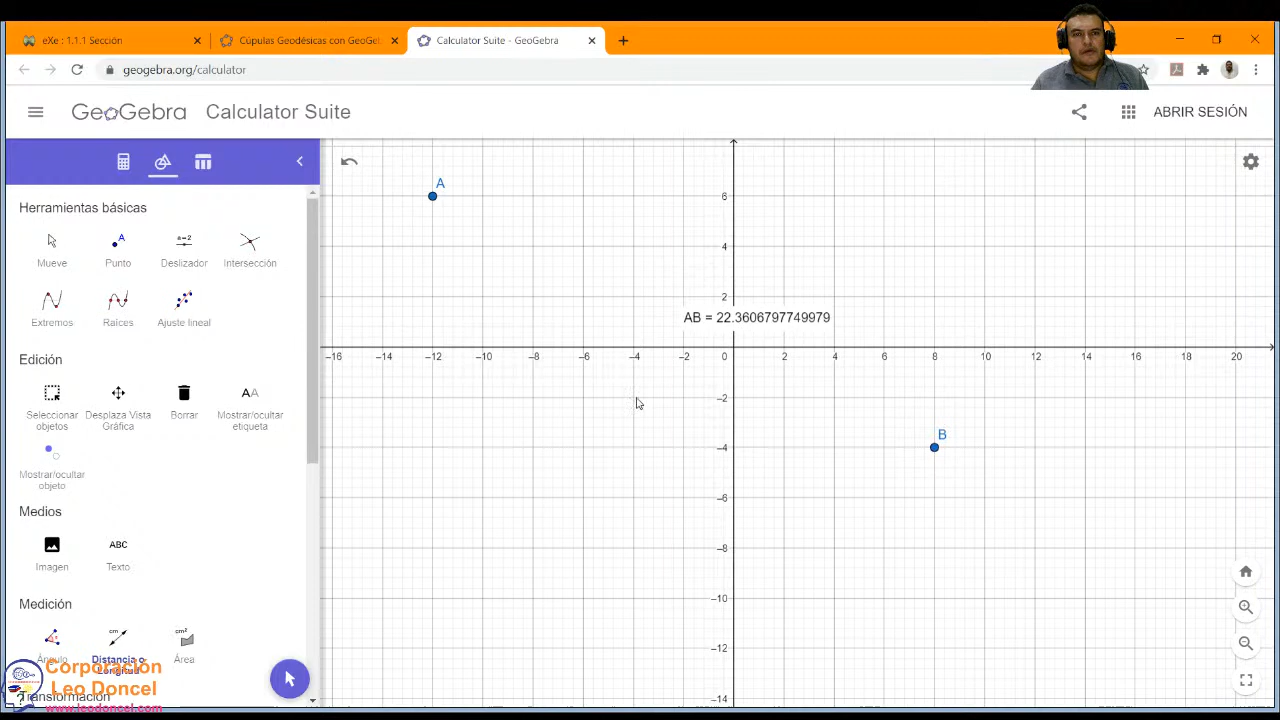 eXe : 1.1.1 Sección
Cúpulas Geodésicas con GeoGel
Calculator Suite - GeoGebra
geogebra.org/calculator
GeoGebra Calculator Suite
ABRIR SESIÓN
Herramientas básicas
Mueve
A
Punto
a=2
Deslizador
Intersección
Extremos
Raíces
Ajuste lineal
Edición
Seleccionar
objetos
Desplaza Vista
Gráfica
Borrar
AA
Mostrar/ocultar
etiqueta
Mostrar/ocultar
objeto
Medios
Imagen
ABC
Texto
Medición
Ángulo
cm
Distancia o
Longitud
cm²
Área
Transformación
Corporación
Leo Doncel
www.leodoncel.com
A
6
4
2
AB = 22.3606797749979
–16 –14 –12 –10 –8 –6 –4 –2 0 2 4 6 8 10 12 14 16 18 20
–2
B
–4
–6
–8
–10
–12
–14